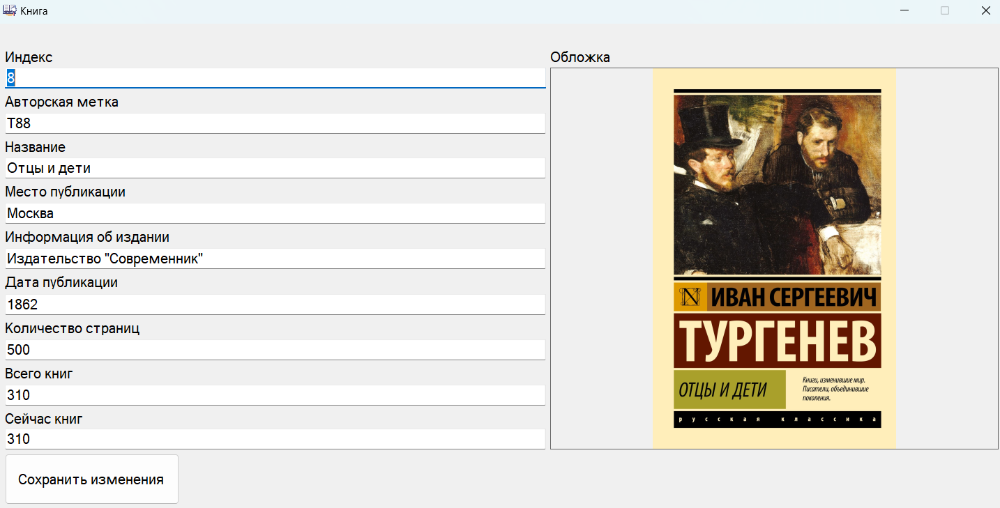 Книга
Индекс
8
Авторская метка
Т88
Название
Отцы и дети
Место публикации
Москва
Информация об издании
Издательство "Современник"
Дата публикации
1862
Количество страниц
500
Всего книг
310
Сейчас книг
310
Сохранить изменения
Обложка
N ИВАН СЕРГЕЕВИЧ
ТУРГЕНЕВ
ОТЦЫ И ДЕТИ
Книги, изменившие мир.
Писатели, объединившие
поколения.
русская классика